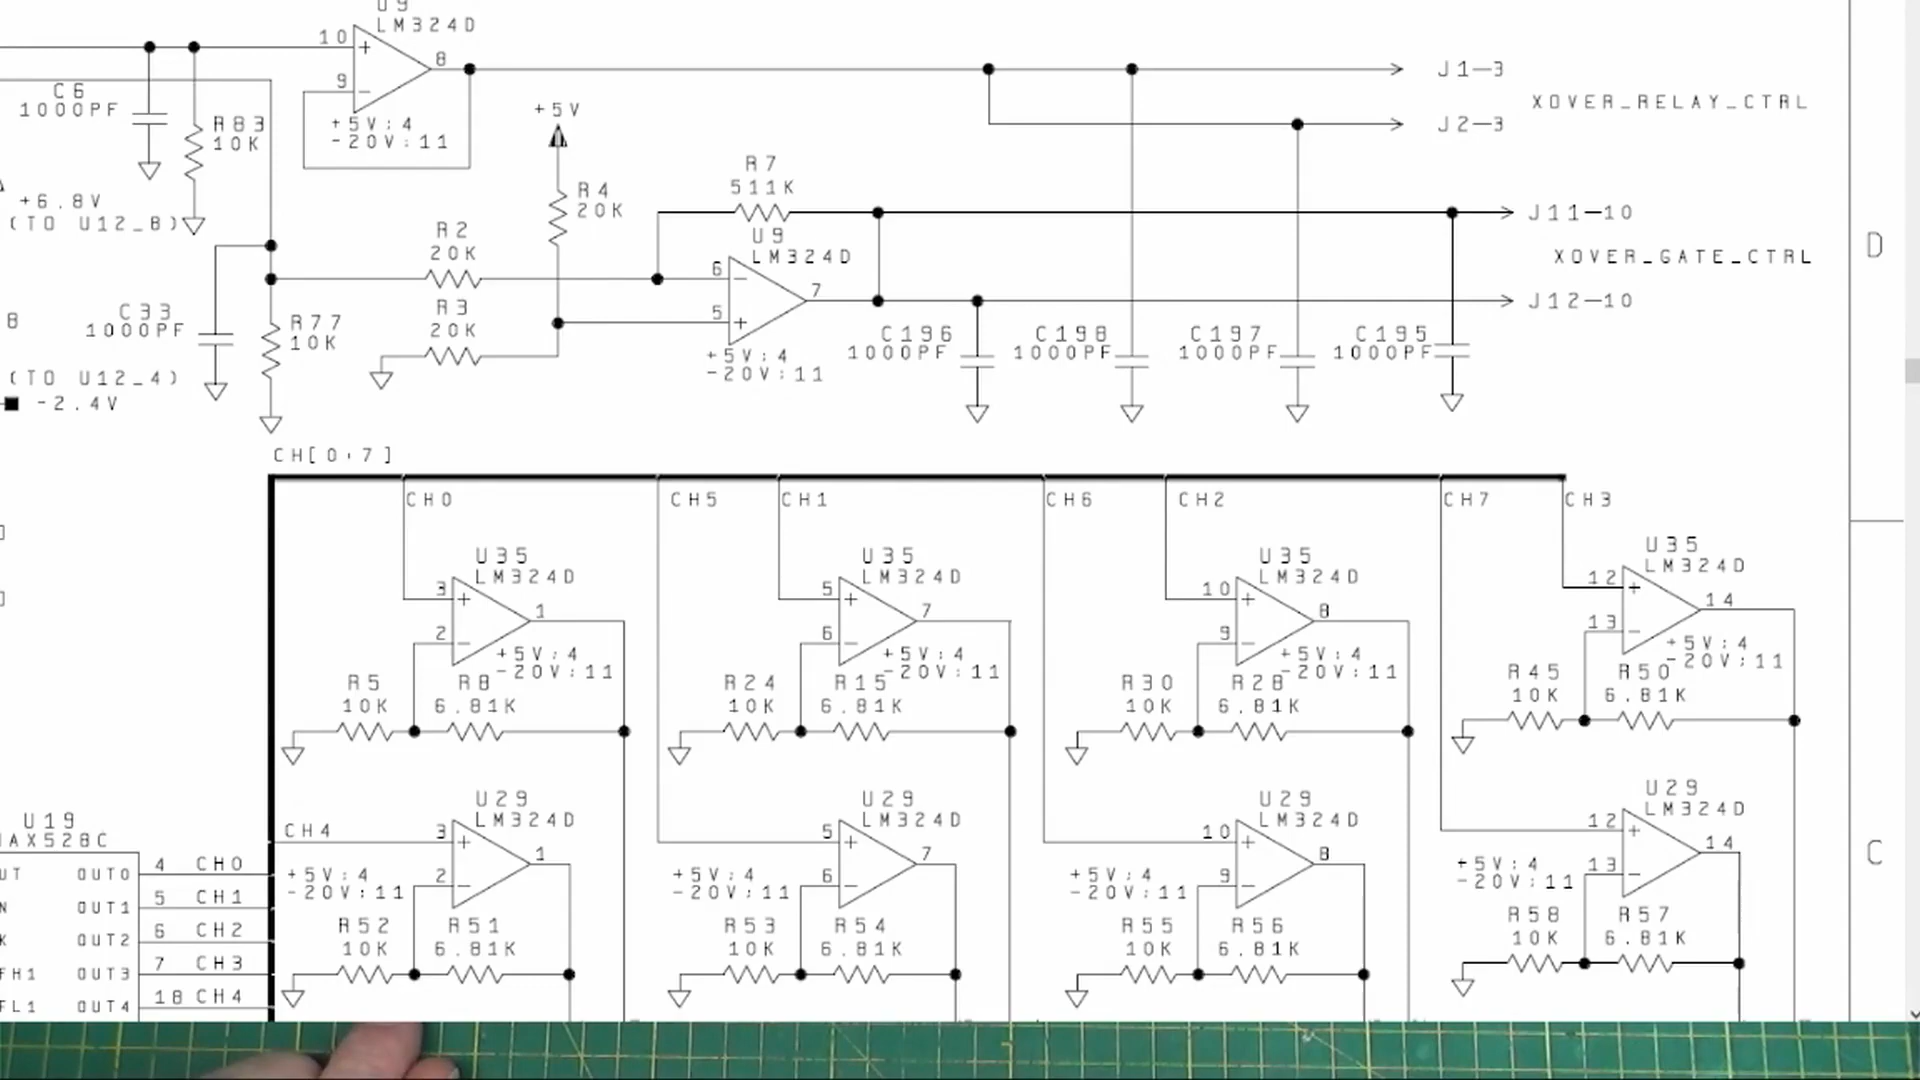 U9
LM324D
10
8
9
+5V:4
-20V:11
C6
1000PF
R83
10K
+5V
J1-3
XOVER_RELAY_CTRL
J2-3
R7
511K
R4
20K
+6.8V
(TO U12_8)
J11-10
R2
20K
U9
LM324D
XOVER_GATE_CTRL
6
7
5
J12-10
C33
1000PF
R77
10K
R3
20K
+5V:4
-20V:11
C196
1000PF
C198
1000PF
C197
1000PF
C195
1000PF
D
B
(TO U12_4)
-2.4V
CH[0:7]
CH0
CH5
CH1
CH6
CH2
CH7
CH3
U35
LM324D
3
1
2
+5V:4
-20V:11
R5
10K
R8
6.81K
U35
LM324D
5
7
6
+5V:4
-20V:11
R24
10K
R15
6.81K
U35
LM324D
10
8
9
+5V:4
-20V:11
R30
10K
R28
6.81K
U35
LM324D
12
14
13
+5V:4
-20V:11
R45
10K
R50
6.81K
CH4
U29
LM324D
3
1
2
+5V:4
-20V:11
R52
10K
R51
6.81K
U29
LM324D
5
7
6
+5V:4
-20V:11
R53
10K
R54
6.81K
U29
LM324D
10
8
9
+5V:4
-20V:11
R55
10K
R56
6.81K
U29
LM324D
12
14
13
+5V:4
-20V:11
R58
10K
R57
6.81K
C
U19
AX528C
UT OUT0 4 CH0
N OUT1 5 CH1
K OUT2 6 CH2
FH1 OUT3 7 CH3
FL1 OUT4 18 CH4